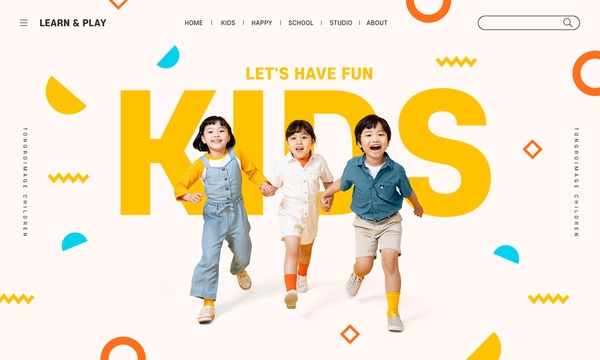 LEARN & PLAY
HOME | KIDS | HAPPY | SCHOOL | STUDIO | ABOUT
LET'S HAVE FUN
KIDS
TONGROIMAGE CHILDREN
TONGROIMAGE CHILDREN